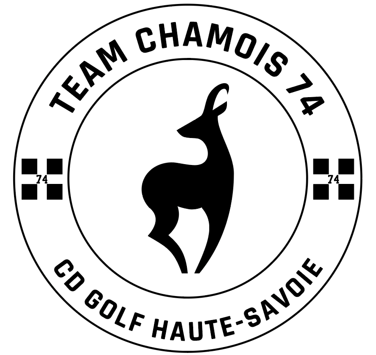 TEAM CHAMOIS 74
74
74
CD GOLF HAUTE-SAVOIE